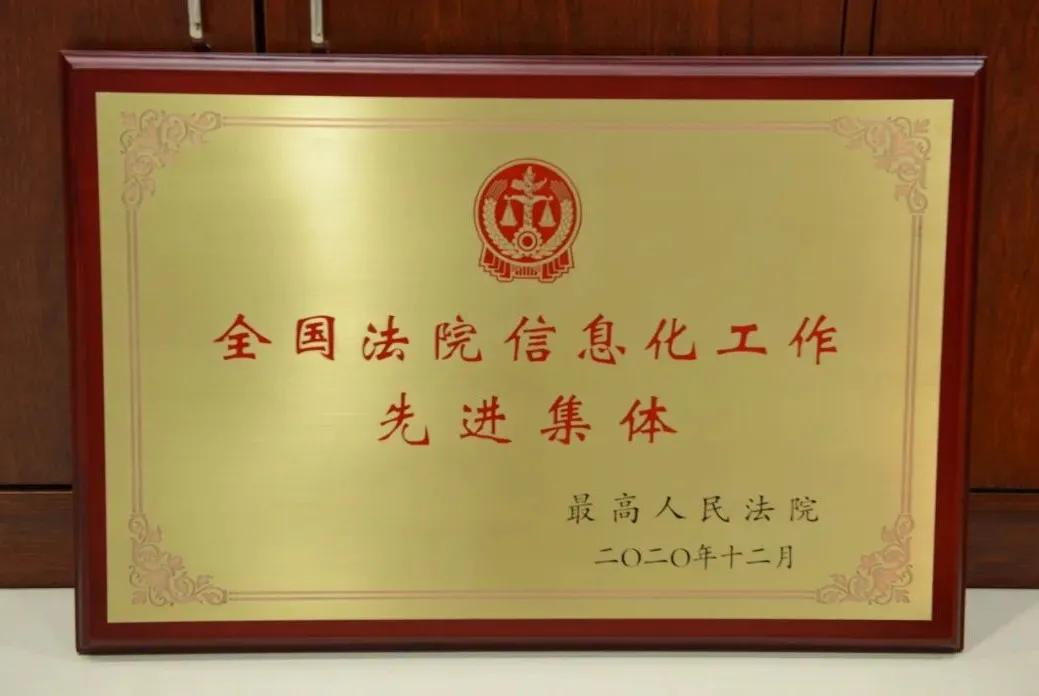 全国法院信息化工作
先进集体
最高人民法院
二〇二〇年十二月